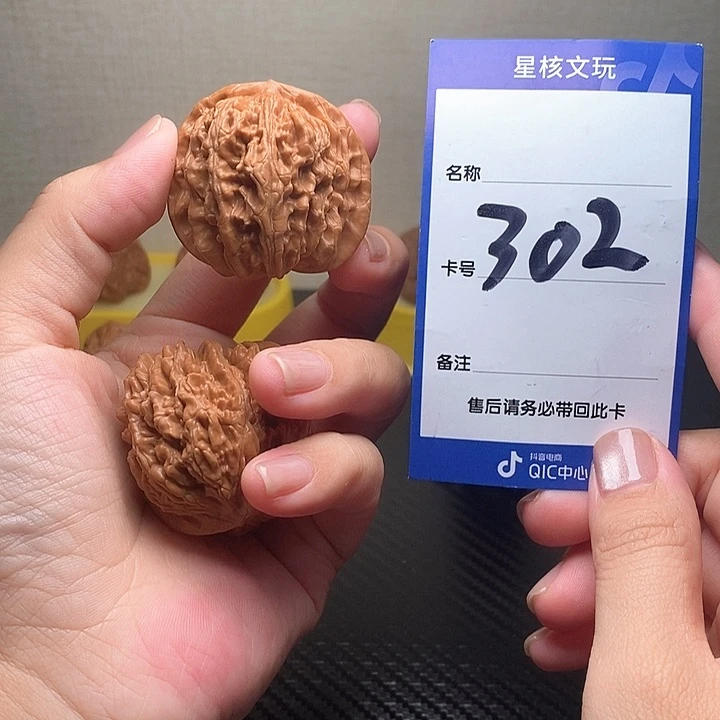 星核文玩
名称
卡号 302
备注
售后请务必带回此卡
抖音电商
QIC中心